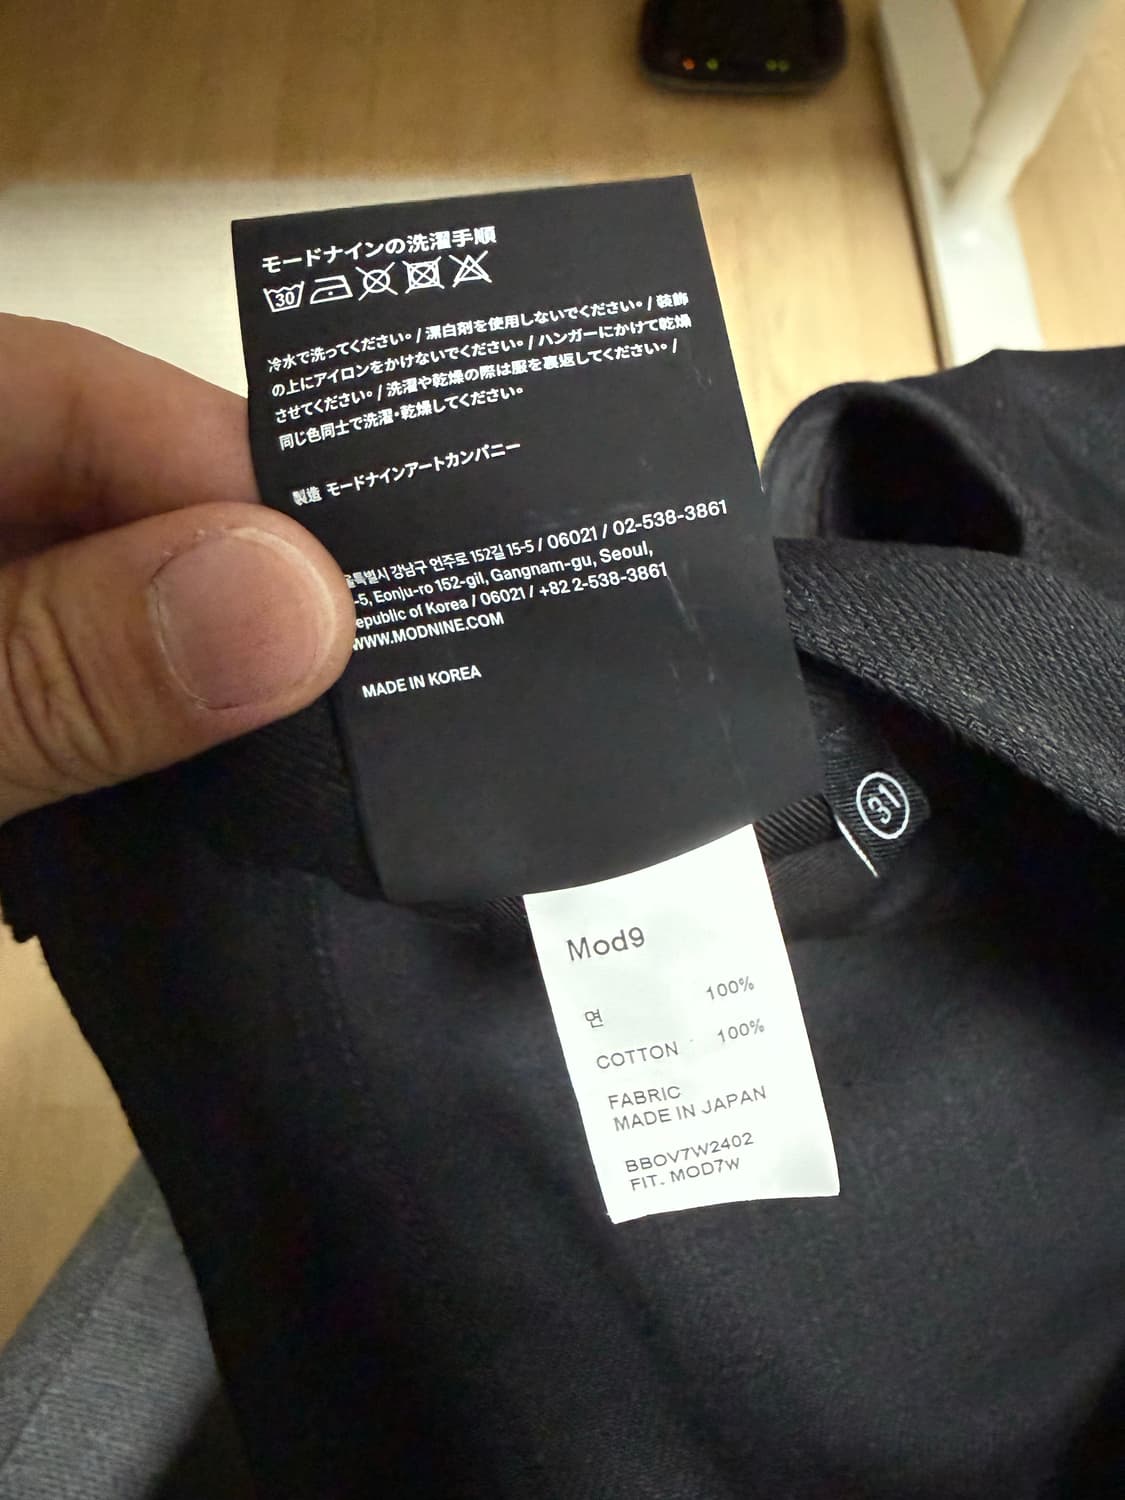 モードナインの洗濯手順
30
冷水で洗ってください。/ 漂白剤を使用しないでください。/ 装飾
の上にアイロンをかけないでください。/ ハンガーにかけて乾燥
させてください。/ 洗濯や乾燥の際は服を裏返してください。/
同じ色同士で洗濯・乾燥してください。
製造 モードナインアートカンパニー
울특별시 강남구 언주로 152길 15-5 / 06021 / 02-538-3861
-5, Eonju-ro 152-gil, Gangnam-gu, Seoul,
epublic of Korea / 06021 / +82 2-538-3861
WWW.MODNINE.COM
MADE IN KOREA
31
Mod9
면 100%
COTTON 100%
FABRIC
MADE IN JAPAN
BBOV7W2402
FIT. MOD7W